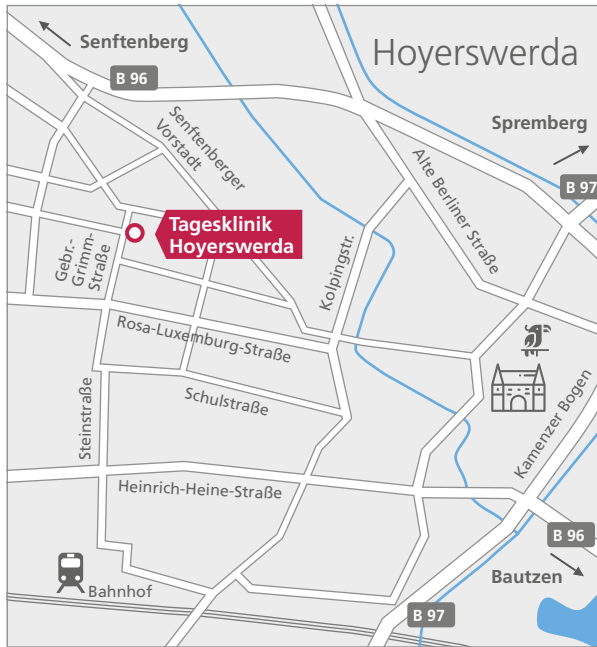 Senftenberg
Hoyerswerda
B 96
Spremberg
Senftenberger
Vorstadt
B 97
Alte Berliner Straße
Tagesklinik
Hoyerswerda
Gebr.-
Grimm-
Straße
Kolpingstr.
Rosa-Luxemburg-Straße
Steinstraße
Schulstraße
Kamenzer Bogen
Heinrich-Heine-Straße
B 96
Bahnhof
Bautzen
B 97